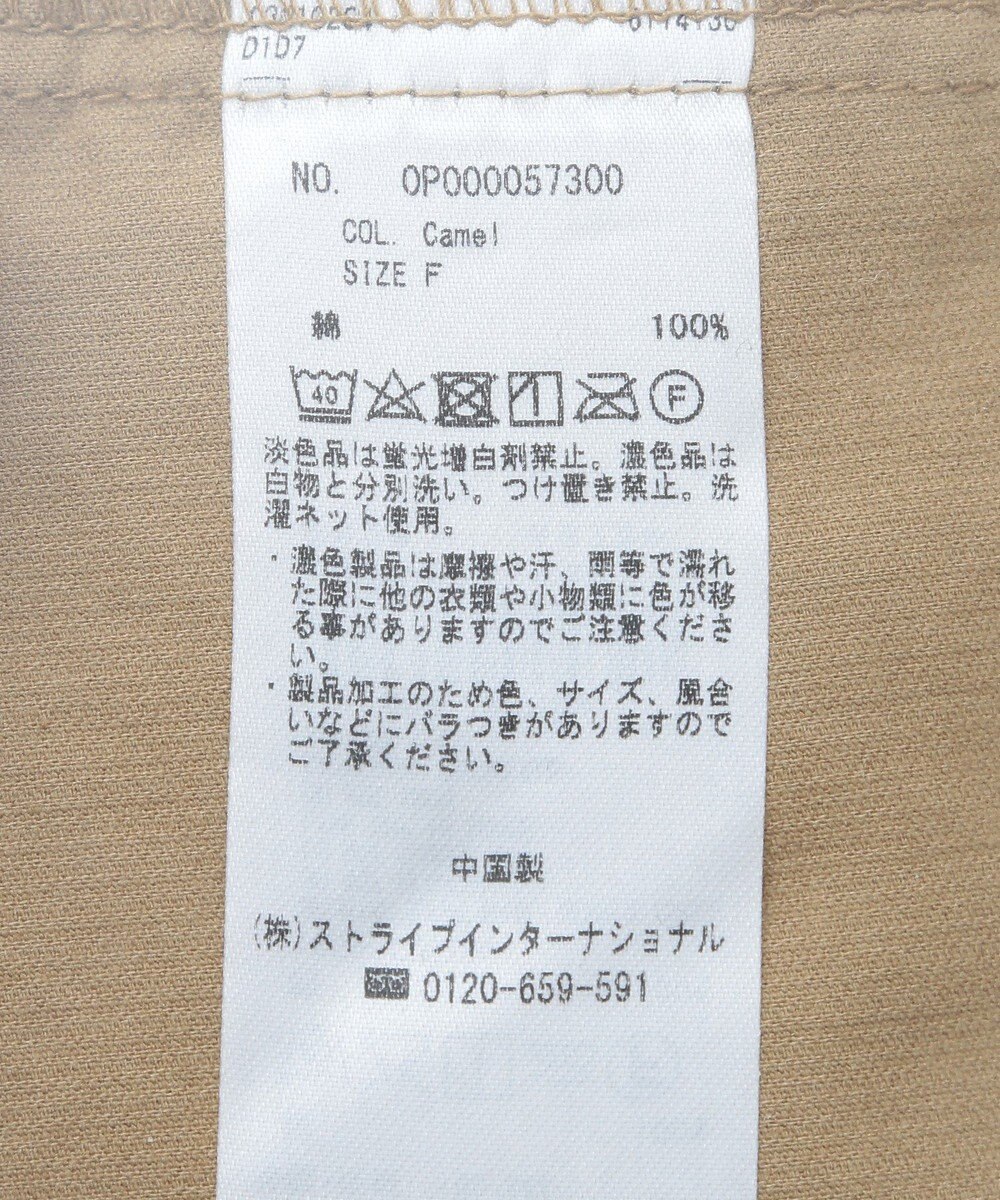 D1D7
NO. OP000057300
COL. Camel
SIZE F
綿 100%
40 F
淡色品は蛍光増白剤禁止。濃色品は
白物と分別洗い。つけ置き禁止。洗
濯ネット使用。
・濃色製品は摩擦や汗、雨等で濡れ
た際に他の衣類や小物類に色が移
る事がありますのでご注意くださ
い。
・製品加工のため色、サイズ、風合
いなどにバラつきがありますので
ご了承ください。
中国製
(株)ストライプインターナショナル
0120-659-591